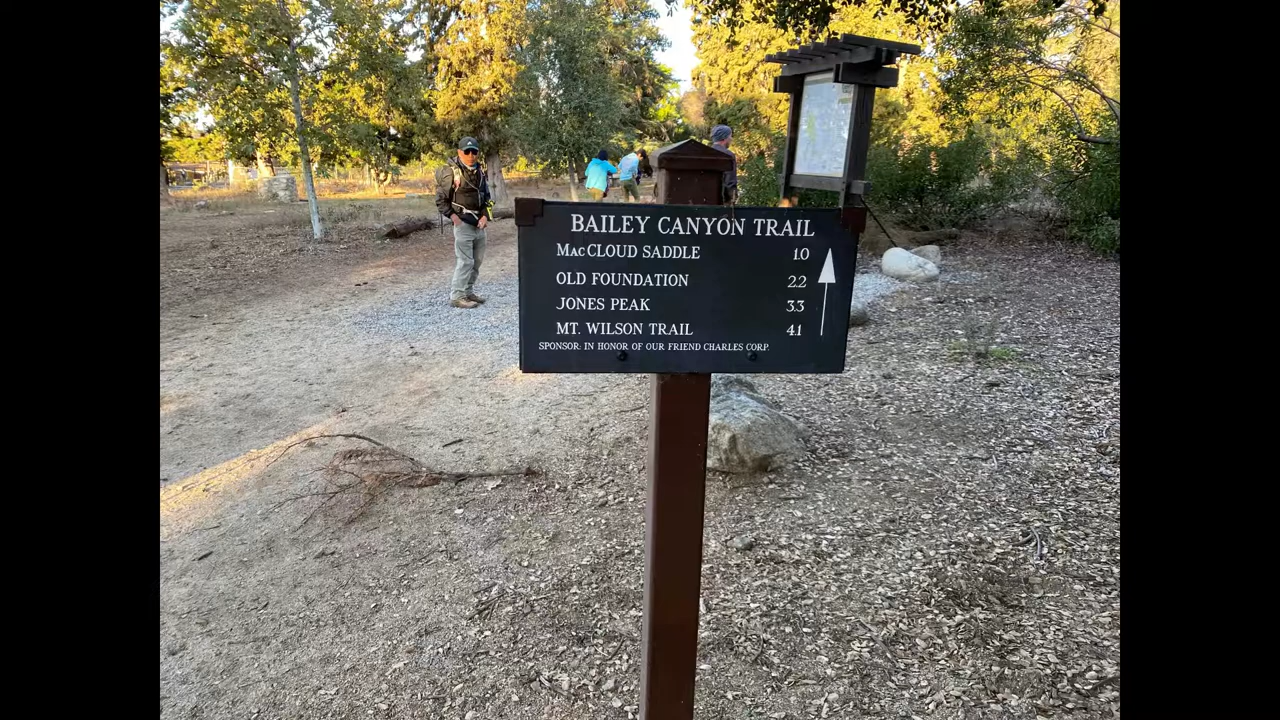 BAILEY CANYON TRAIL
MacCLOUD SADDLE 1.0
OLD FOUNDATION 2.2
JONES PEAK 3.3
MT. WILSON TRAIL 4.1
SPONSOR: IN HONOR OF OUR FRIEND CHARLES CORP.